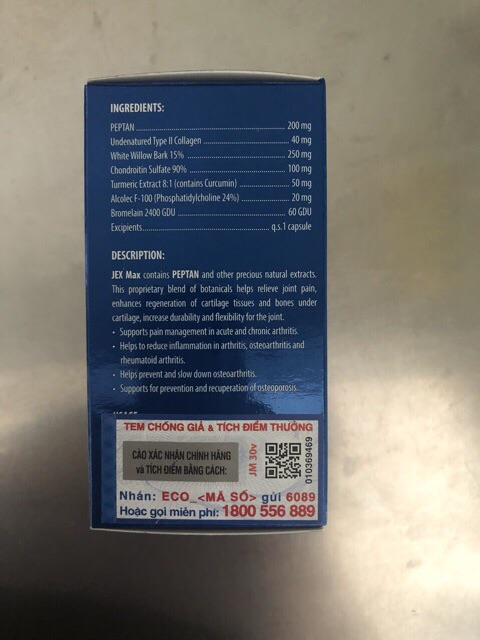 INGREDIENTS:
PEPTAN 200 mg
Undenatured Type II Collagen 40 mg
White Willow Bark 15% 250 mg
Chondroitin Sulfate 90% 100 mg
Turmeric Extract 8:1 (contains Curcumin) 50 mg
Alcolec F-100 (Phosphatidylcholine 24%) 20 mg
Bromelain 2400 GDU 60 GDU
Excipients q.s.1 capsule
DESCRIPTION:
JEX Max contains PEPTAN and other precious natural extracts.
This proprietary blend of botanicals helps relieve joint pain,
enhances regeneration of cartilage tissues and bones under
cartilage, increase durability and flexibility for the joint.
• Supports pain management in acute and chronic arthritis.
• Helps to reduce inflammation in arthritis, osteoarthritis and
rheumatoid arthritis.
• Helps prevent and slow down osteoarthritis.
• Supports for prevention and recuperation of osteoporosis.
TEM CHỐNG GIẢ & TÍCH ĐIỂM THƯỞNG
CÀO XÁC NHẬN CHÍNH HÃNG
và TÍCH ĐIỂM BẰNG CÁCH:
JM 30v
010369469
Nhắn: ECO_<MÃ SỐ> gửi 6089
Hoặc gọi miễn phí: 1800 556 889